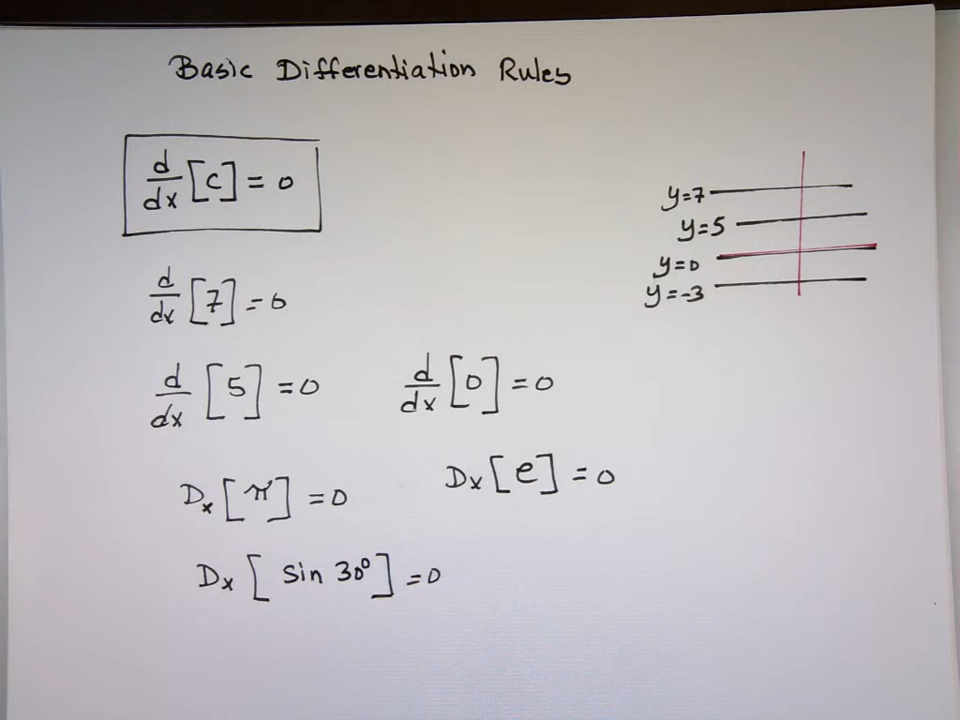 Basic Differentiation Rules
d/dx [c] = 0
y=7
y=5
y=0
y=-3
d/dx [7] = 0
d/dx [5] = 0
d/dx [0] = 0
Dx [π] = 0
Dx [e] = 0
Dx [sin 30°] = 0